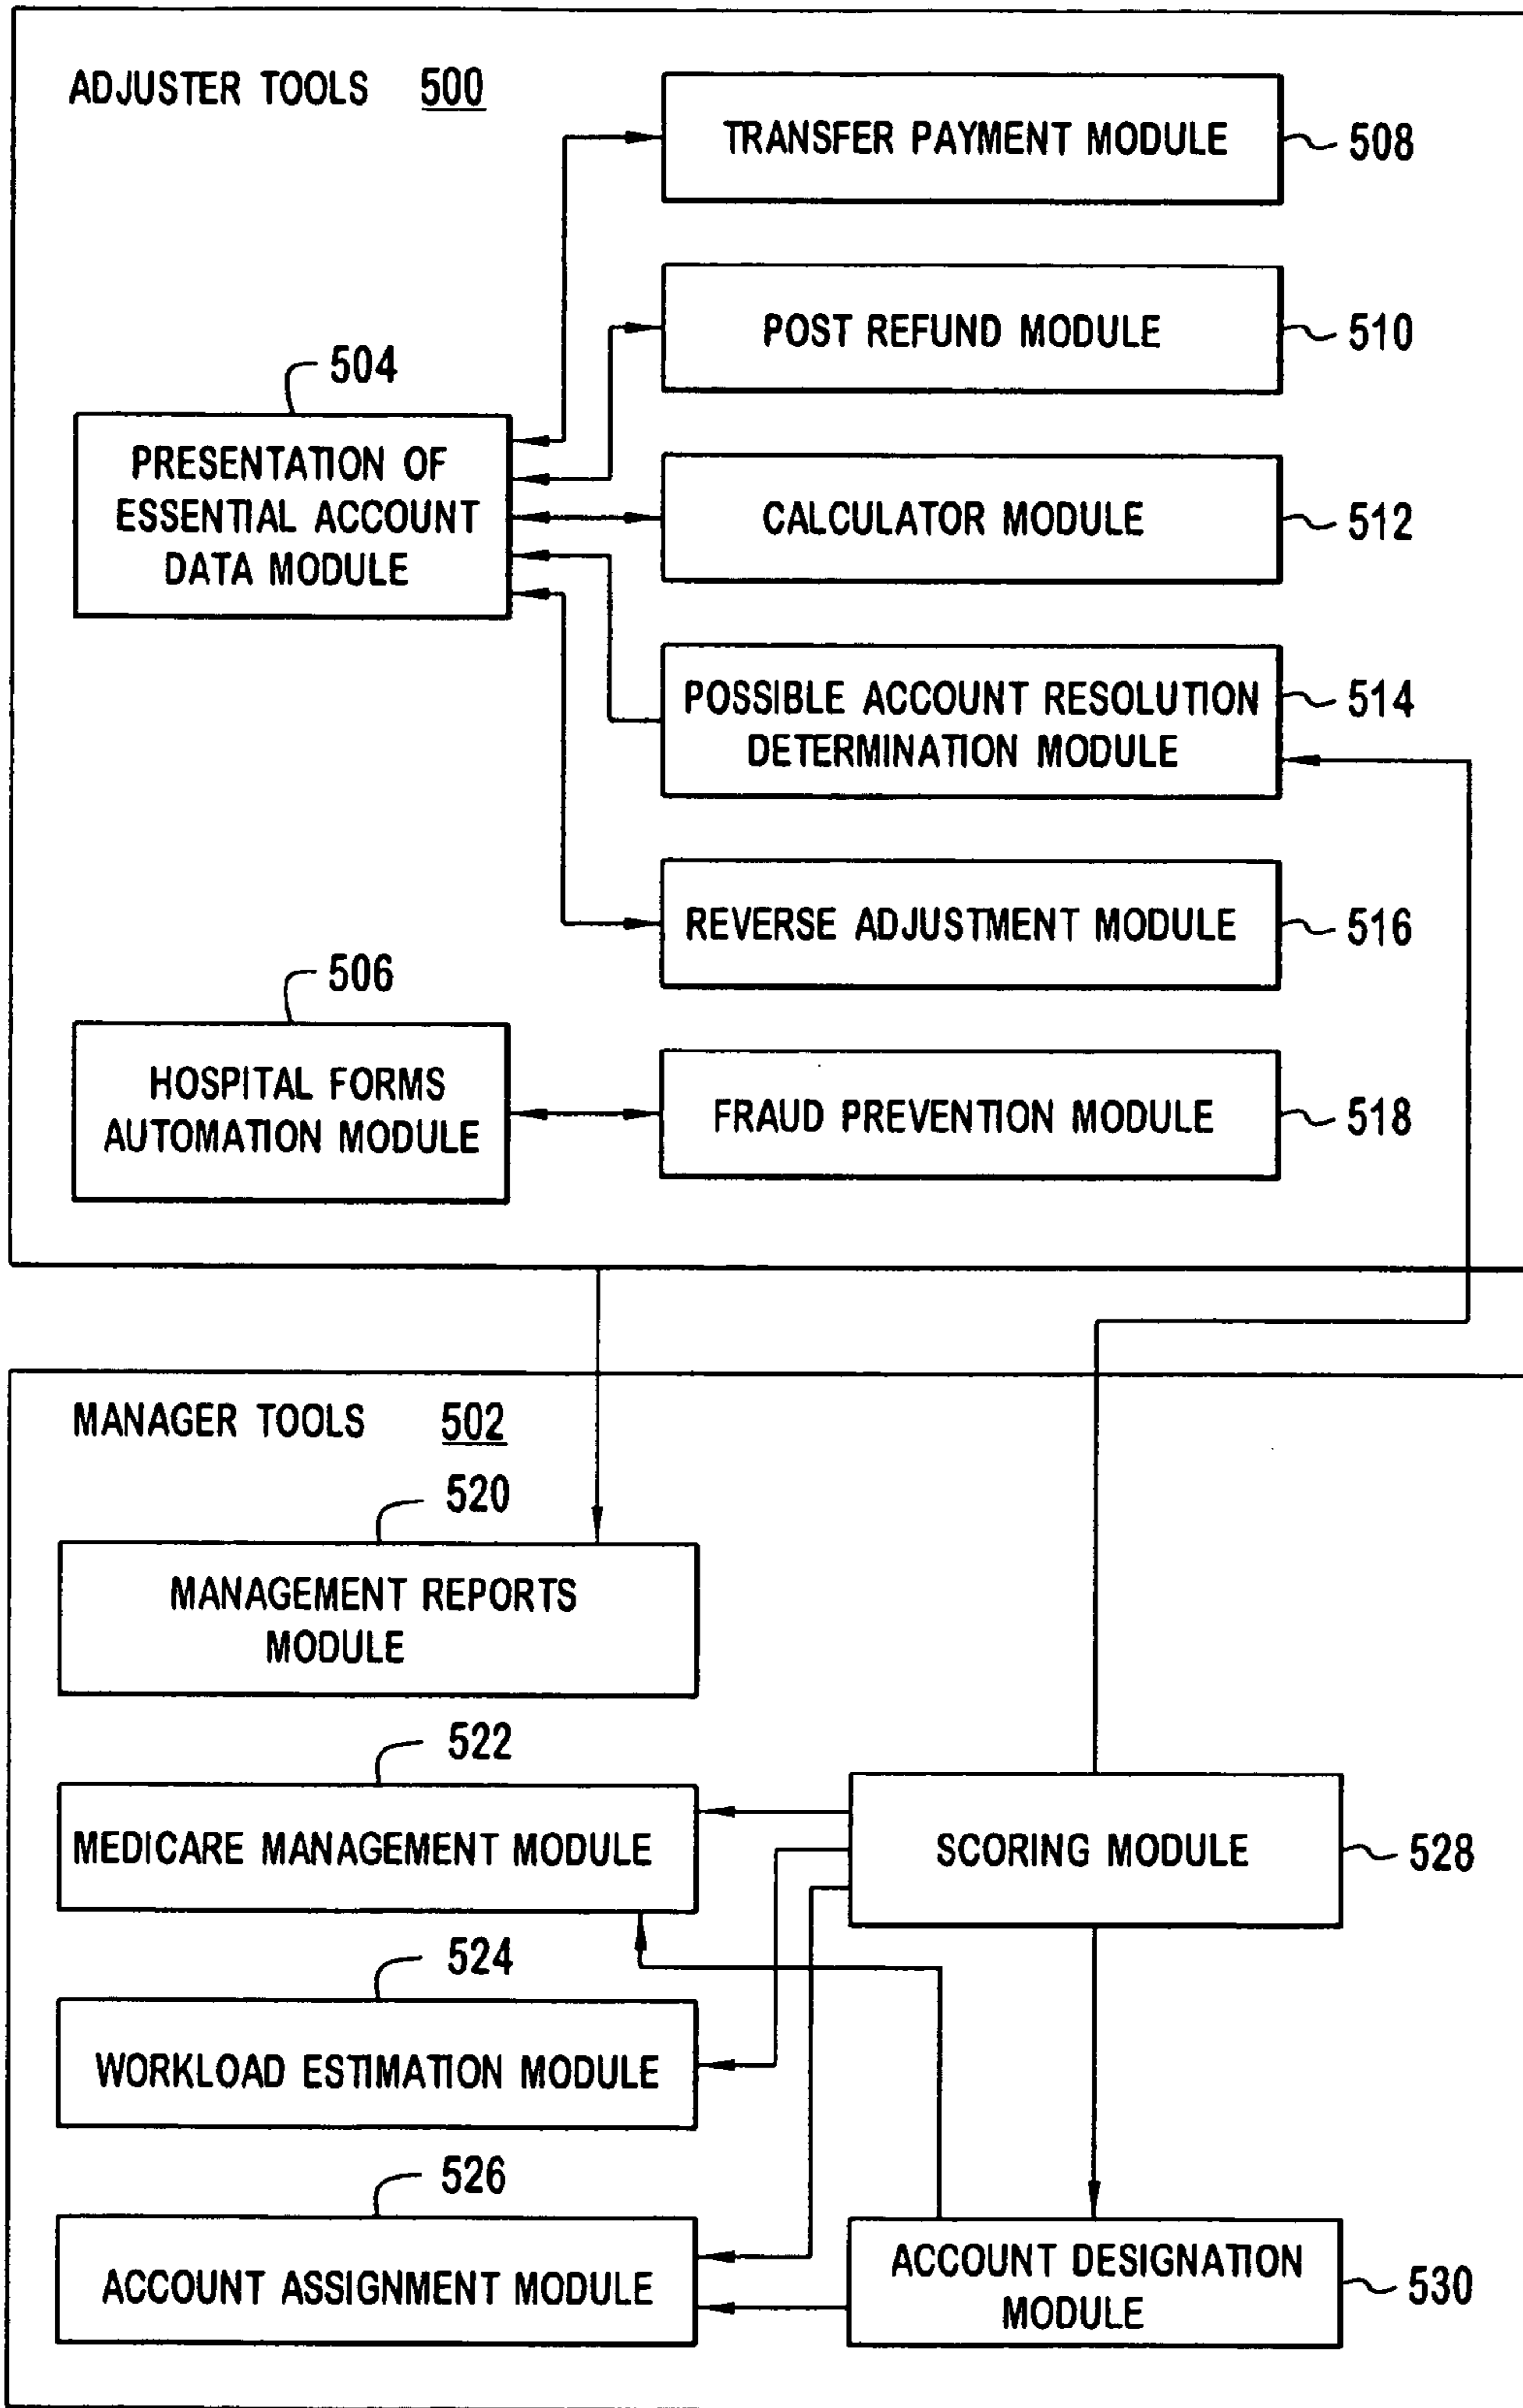 ADJUSTER TOOLS 500
TRANSFER PAYMENT MODULE
508
POST REFUND MODULE
510
504
PRESENTATION OF
ESSENTIAL ACCOUNT
DATA MODULE
CALCULATOR MODULE
512
POSSIBLE ACCOUNT RESOLUTION
DETERMINATION MODULE
514
REVERSE ADJUSTMENT MODULE
516
506
HOSPITAL FORMS
AUTOMATION MODULE
FRAUD PREVENTION MODULE
518
MANAGER TOOLS 502
520
MANAGEMENT REPORTS
MODULE
522
MEDICARE MANAGEMENT MODULE
SCORING MODULE
528
524
WORKLOAD ESTIMATION MODULE
526
ACCOUNT ASSIGNMENT MODULE
ACCOUNT DESIGNATION
MODULE
530